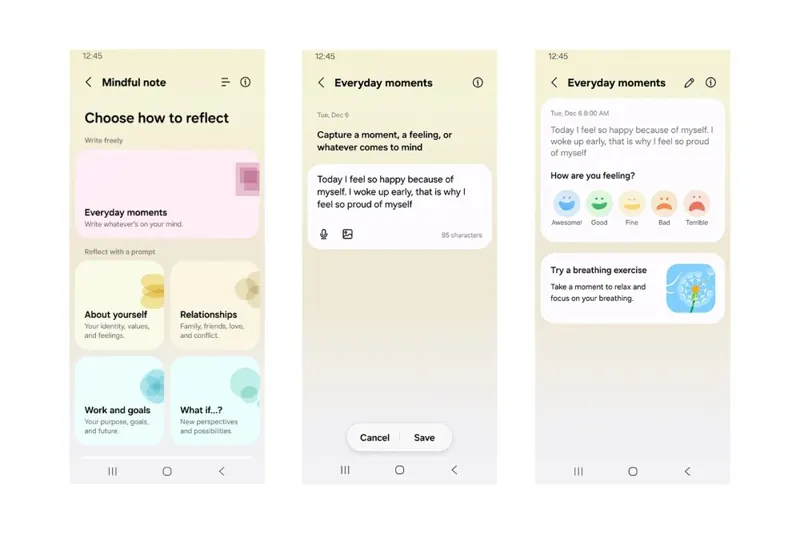 12:45
Mindful note
Choose how to reflect
Write freely
Everyday moments
Write whatever's on your mind.
Reflect with a prompt
About yourself
Your identity, values,
and feelings.
Relationships
Family, friends, love,
and conflict.
Work and goals
Your purpose, goals,
and future.
What if...?
New perspectives
and possibilities.
12:45
Everyday moments
Tue, Dec 6
Capture a moment, a feeling, or
whatever comes to mind
Today I feel so happy because of
myself. I woke up early, that is why I
feel so proud of myself
95 characters
Cancel
Save
12:45
Everyday moments
Tue, Dec 6 8:00 AM
Today I feel so happy because of myself. I
woke up early, that is why I feel so proud
of myself
How are you feeling?
Awesome!
Good
Fine
Bad
Terrible
Try a breathing exercise
Take a moment to relax and
focus on your breathing.